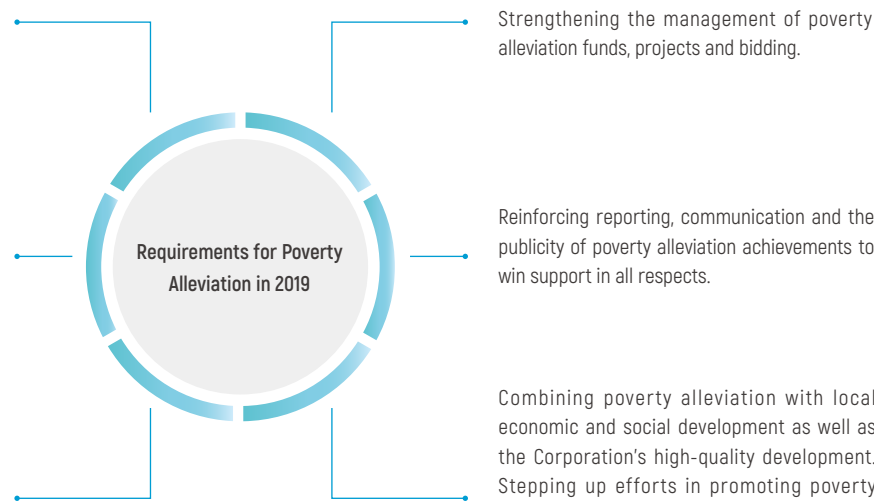 Strengthening the management of poverty
alleviation funds, projects and bidding.
Requirements for Poverty
Alleviation in 2019
Reinforcing reporting, communication and the
publicity of poverty alleviation achievements to
win support in all respects.
Combining poverty alleviation with local
economic and social development as well as
the Corporation's high-quality development.
Stepping up efforts in promoting poverty